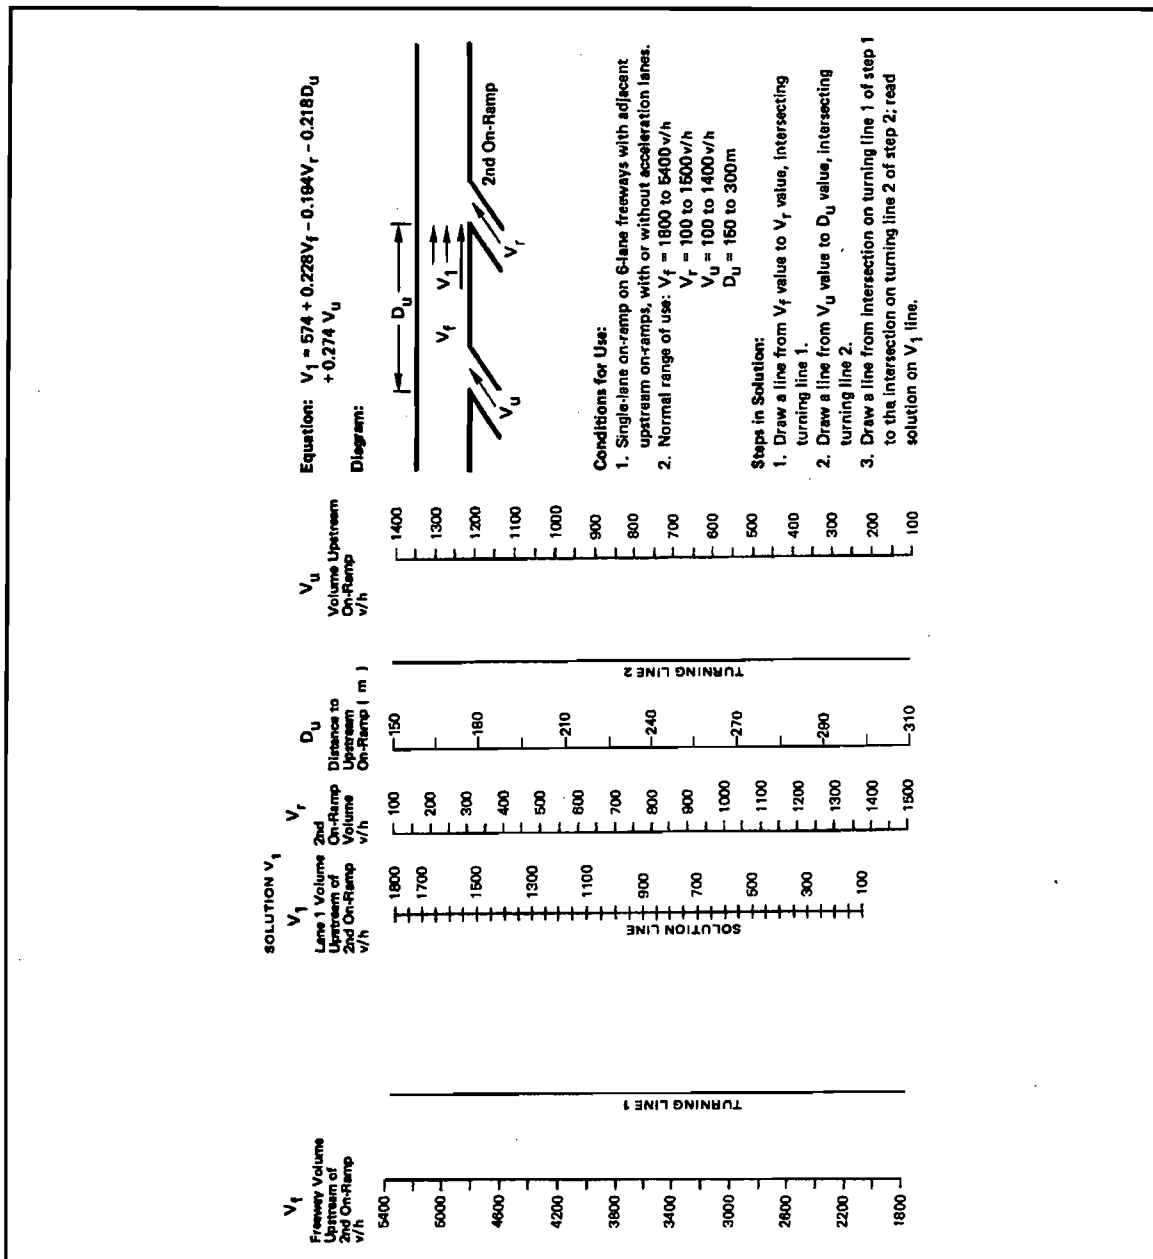 Equation: V1 = 574 + 0.228Vf − 0.194Vr − 0.218Du
+ 0.274 Vu
Diagram:
Du
V1
Vf
Vu
Vr
2nd On-Ramp
Conditions for Use:
1. Single-lane on-ramp on 6-lane freeways with adjacent
upstream on-ramps, with or without acceleration lanes.
2. Normal range of use: Vf = 1800 to 5400v/h
Vr = 100 to 1500v/h
Vu = 100 to 1400v/h
Du = 150 to 300m
Steps in Solution:
1. Draw a line from Vf value to Vr value, intersecting
turning line 1.
2. Draw a line from Vu value to Du value, intersecting
turning line 2.
3. Draw a line from intersection on turning line 1 of step 1
to the intersection on turning line 2 of step 2; read
solution on V1 line.
Vu
Volume Upstream
On-Ramp
v/h
1400
1300
1200
1100
1000
900
800
700
600
500
400
300
200
100
TURNING LINE 2
Du
Distance to
Upstream
On-Ramp ( m )
150
180
210
240
270
290
310
Vr
2nd
On-Ramp
Volume
v/h
100
200
300
400
500
600
700
800
900
1000
1100
1200
1300
1400
1500
SOLUTION V1
V1
Lane 1 Volume
Upstream of
2nd On-Ramp
v/h
1800
1700
1500
1300
1100
900
700
500
300
100
SOLUTION LINE
TURNING LINE 1
Vf
Freeway Volume
Upstream of
2nd On-Ramp
v/h
5400
5000
4600
4200
3800
3400
3000
2600
2200
1800